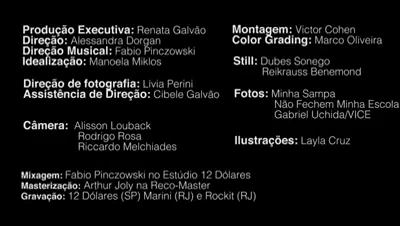 Produção Executiva: Renata Galvão
Direção: Alessandra Dorgan
Direção Musical: Fabio Pinczowski
Idealização: Manoela Miklos
Direção de fotografia: Livia Perini
Assistência de Direção: Cibele Galvão
Câmera: Alisson Louback
Rodrigo Rosa
Riccardo Melchiades
Montagem: Victor Cohen
Color Grading: Marco Oliveira
Still: Dubes Sonego
Reikrauss Benemond
Fotos: Minha Sampa
Não Fechem Minha Escola
Gabriel Uchida/VICE
Ilustrações: Layla Cruz
Mixagem: Fabio Pinczowski no Estúdio 12 Dólares
Masterização: Arthur Joly na Reco-Master
Gravação: 12 Dólares (SP) Marini (RJ) e Rockit (RJ)